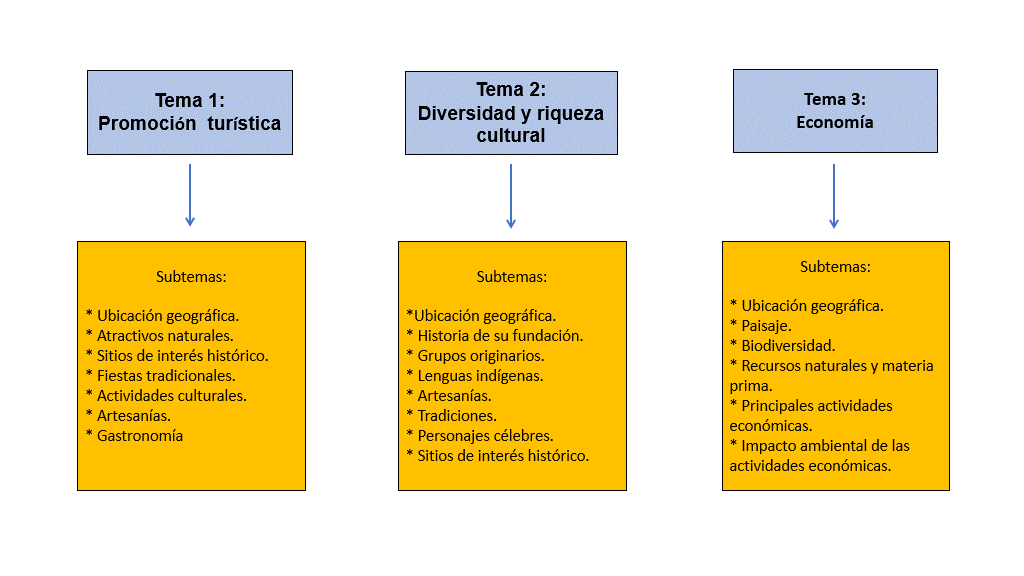 Tema 1:
Promoción turística
Subtemas:
* Ubicación geográfica.
* Atractivos naturales.
* Sitios de interés histórico.
* Fiestas tradicionales.
* Actividades culturales.
* Artesanías.
* Gastronomía
Tema 2:
Diversidad y riqueza
cultural
Subtemas:
*Ubicación geográfica.
* Historia de su fundación.
* Grupos originarios.
* Lenguas indígenas.
* Artesanías.
* Tradiciones.
* Personajes célebres.
* Sitios de interés histórico.
Tema 3:
Economía
Subtemas:
* Ubicación geográfica.
* Paisaje.
* Biodiversidad.
* Recursos naturales y materia
prima.
* Principales actividades
económicas.
* Impacto ambiental de las
actividades económicas.